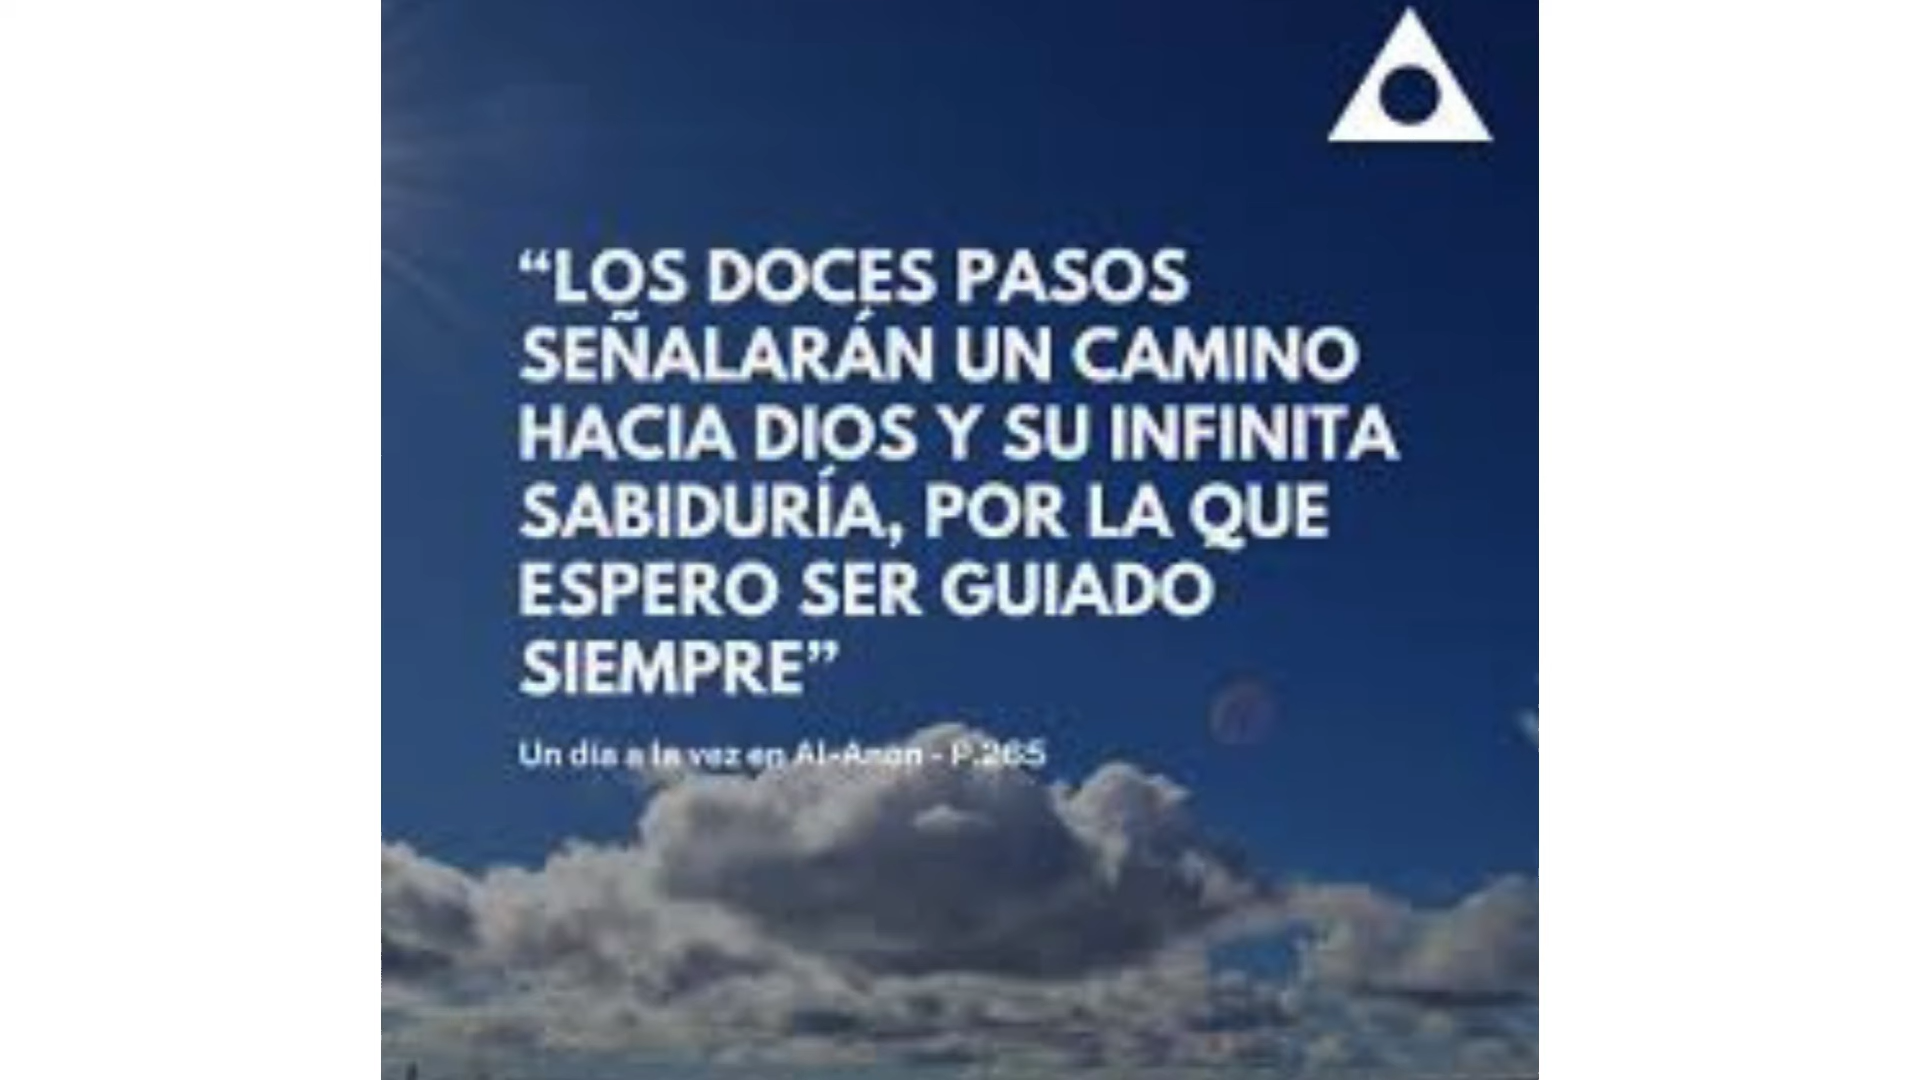 “LOS DOCES PASOS
SEÑALARÁN UN CAMINO
HACIA DIOS Y SU INFINITA
SABIDURÍA, POR LA QUE
ESPERO SER GUIADO
SIEMPRE”
Un día a la vez en Al-Anon - P.265